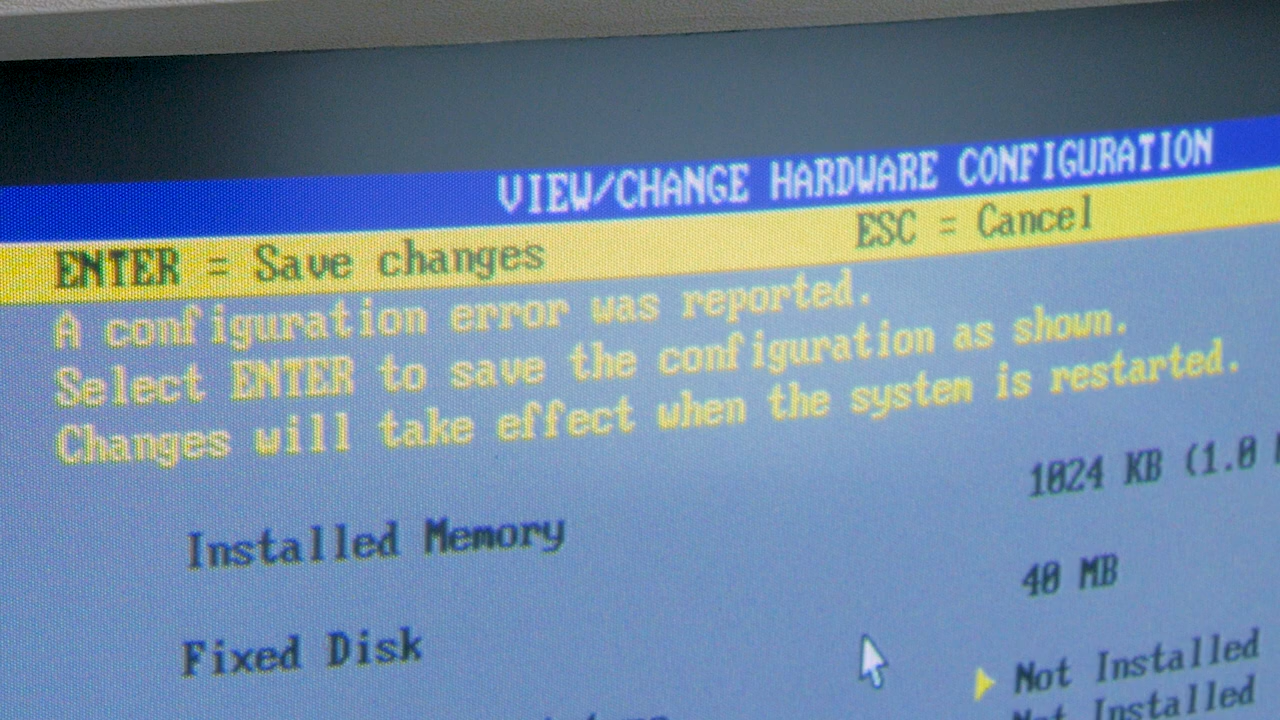 VIEW/CHANGE HARDWARE CONFIGURATION
ENTER = Save changes ESC = Cancel
A configuration error was reported.
Select ENTER to save the configuration as shown.
Changes will take effect when the system is restarted.
Installed Memory 1024 KB (1.0
Fixed Disk 40 MB
Not Installed
Not Installed